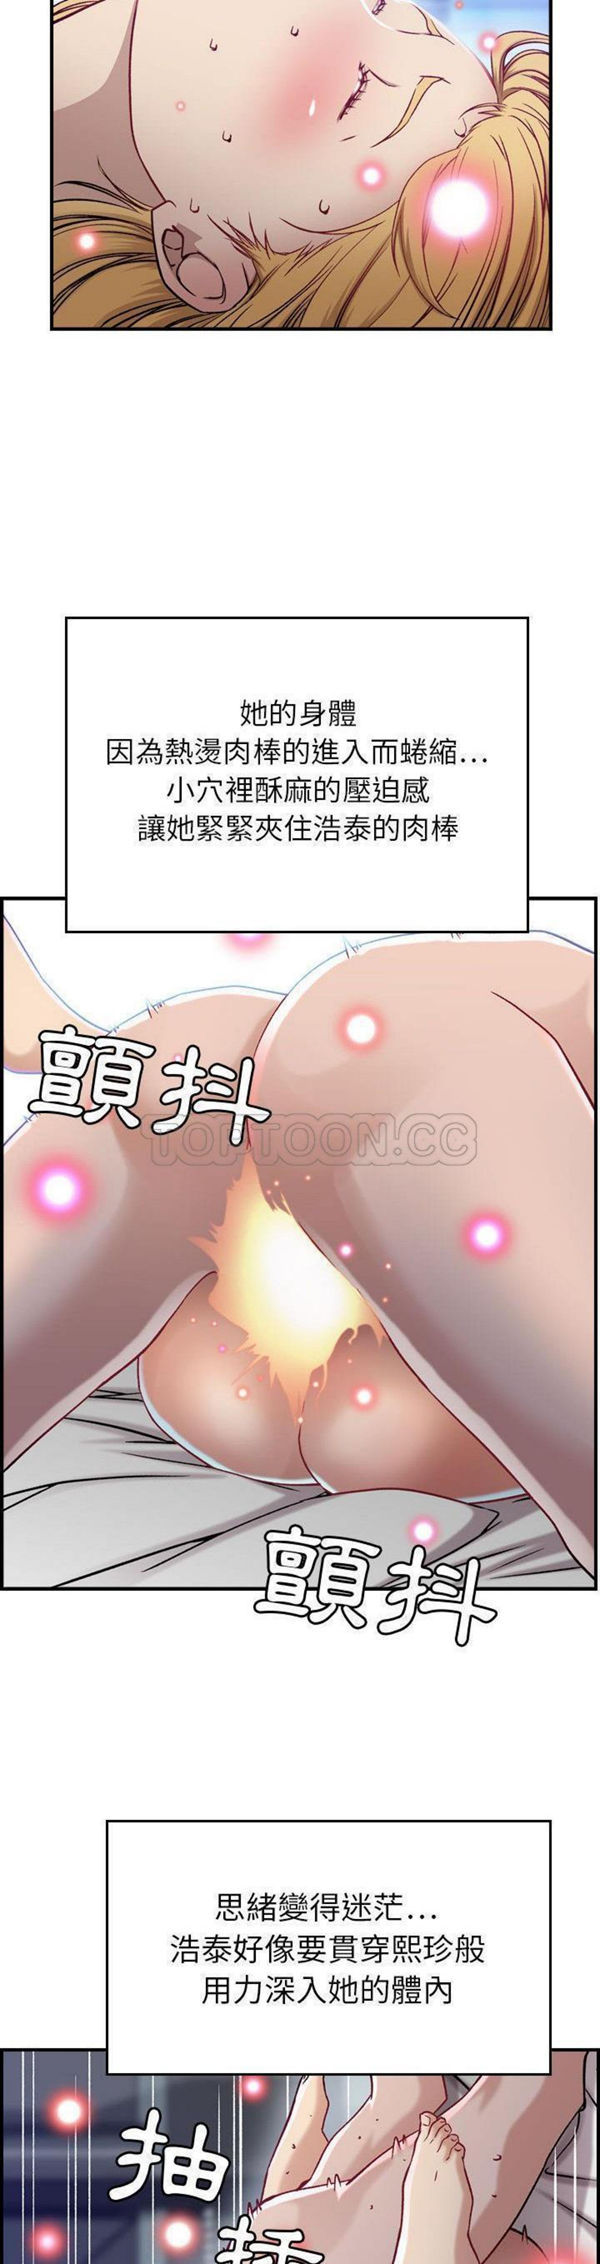 她的身體
因為熱燙肉棒的進入而蜷縮...
小穴裡酥麻的壓迫感
讓她緊緊夾住浩泰的肉棒
顫抖
TOPTOON.CC
顫抖
思緒變得迷茫...
浩泰好像要貫穿熙珍般
用力深入她的體內
抽
插